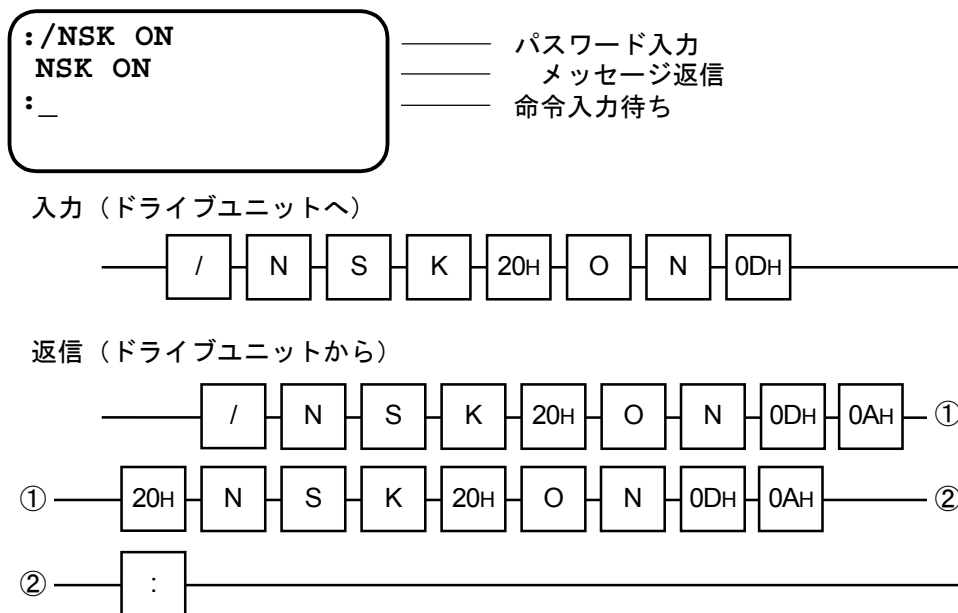 :/NSK ON パスワード入力
NSK ON メッセージ返信
:_ 命令入力待ち
入力（ドライブユニットへ）
/ N S K 20H O N 0DH
返信（ドライブユニットから）
/ N S K 20H O N 0DH 0AH ①
① 20H N S K 20H O N 0DH 0AH ②
② :